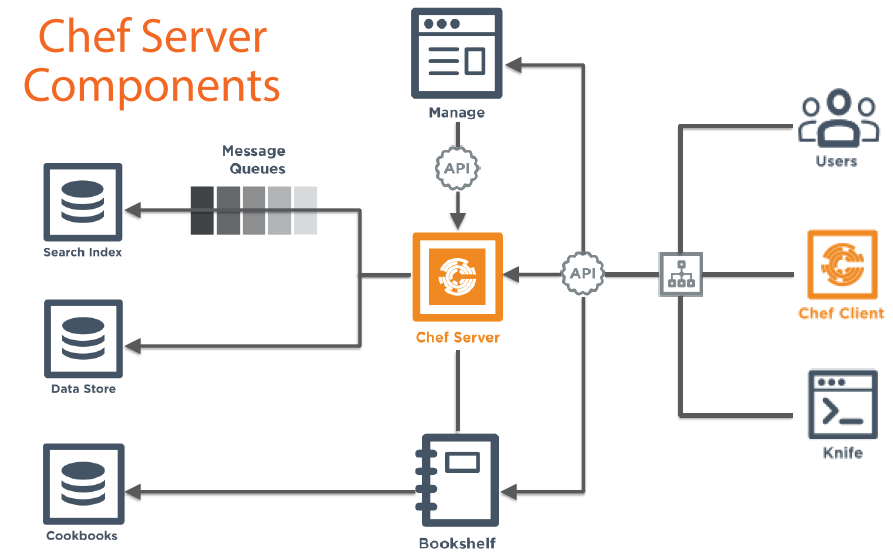 Chef Server
Components
Manage
API
Message
Queues
Users
Search Index
API
Chef Server
Chef Client
Data Store
Knife
Cookbooks
Bookshelf